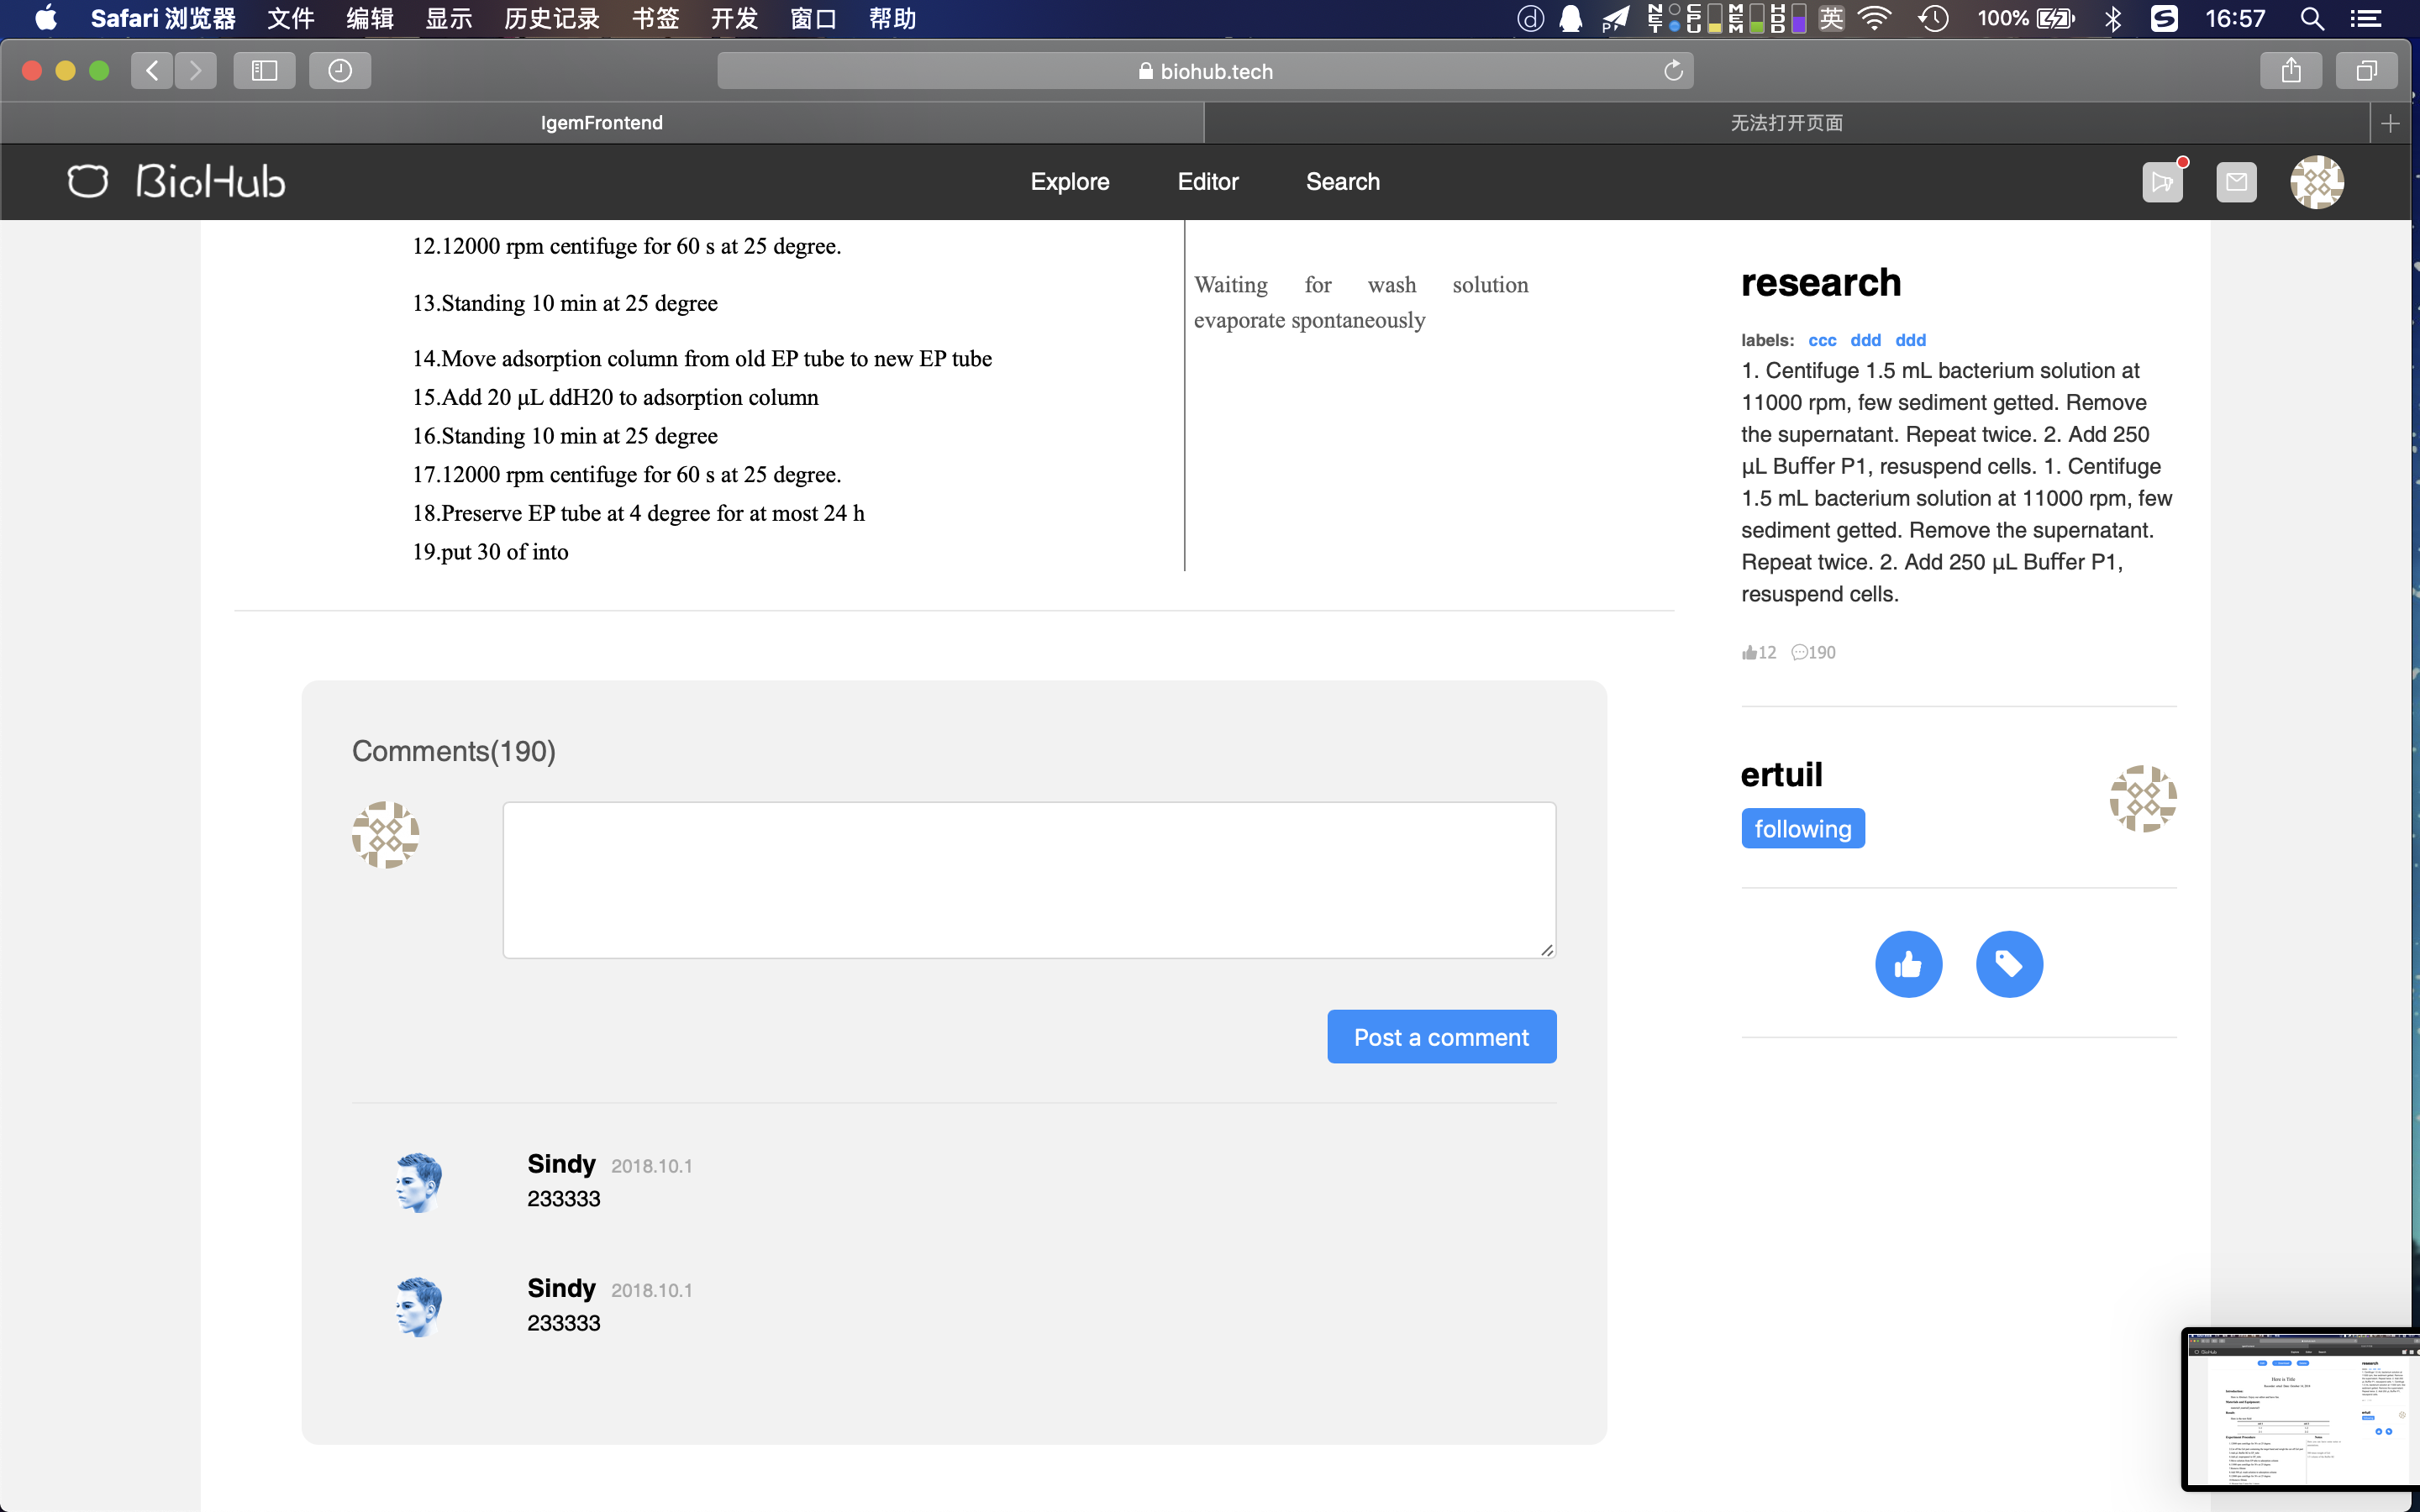 Safari 浏览器 文件 编辑 显示 历史记录 书签 开发 窗口 帮助 NET CPU MEM HDD 英 100% 16:57
biohub.tech
IgemFrontend 无法打开页面
BioHub Explore Editor Search
12.12000 rpm centifuge for 60 s at 25 degree.
13.Standing 10 min at 25 degree
14.Move adsorption column from old EP tube to new EP tube
15.Add 20 μL ddH20 to adsorption column
16.Standing 10 min at 25 degree
17.12000 rpm centifuge for 60 s at 25 degree.
18.Preserve EP tube at 4 degree for at most 24 h
19.put 30 of into
Waiting for wash solution
evaporate spontaneously
research
labels: ccc ddd ddd
1. Centifuge 1.5 mL bacterium solution at
11000 rpm, few sediment getted. Remove
the supernatant. Repeat twice. 2. Add 250
μL Buffer P1, resuspend cells. 1. Centifuge
1.5 mL bacterium solution at 11000 rpm, few
sediment getted. Remove the supernatant.
Repeat twice. 2. Add 250 μL Buffer P1,
resuspend cells.
12 190
ertuil
following
Comments(190)
Post a comment
Sindy 2018.10.1
233333
Sindy 2018.10.1
233333